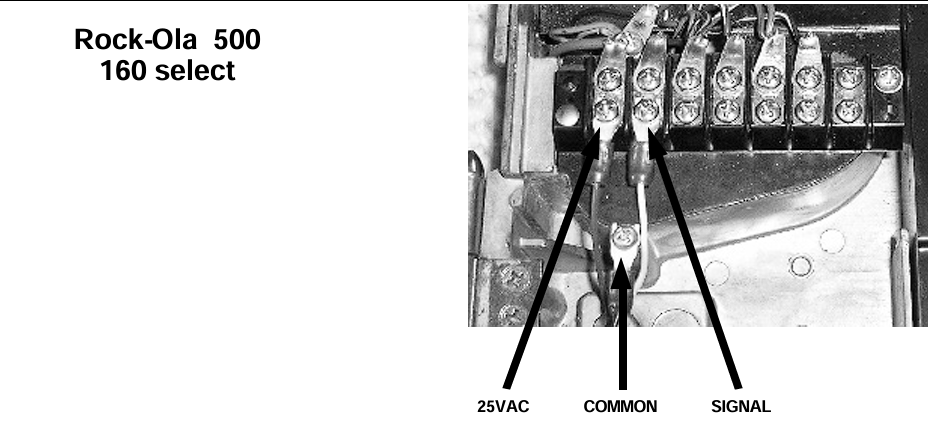 Rock-Ola 500
160 select
25VAC
COMMON
SIGNAL